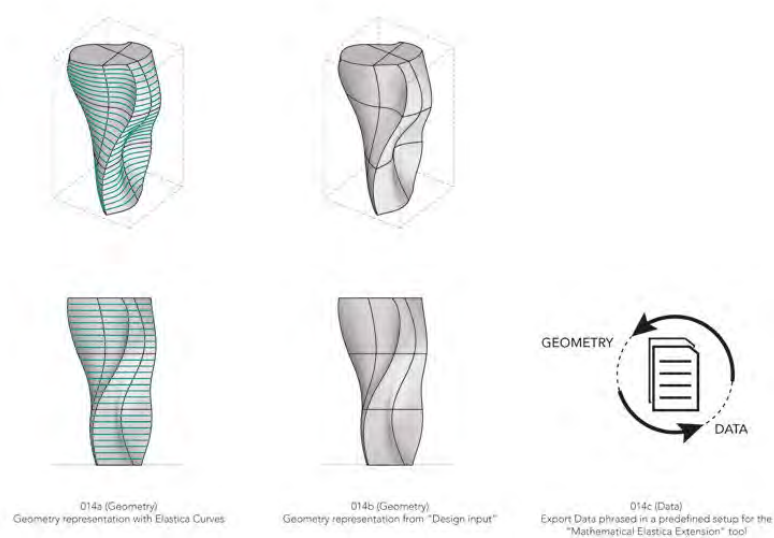 GEOMETRY
DATA
014a (Geometry)
Geometry representation with Elastica Curves
014b (Geometry)
Geometry representation from "Design input"
014c (Data)
Export Data phrased in a predefined setup for the
"Mathematical Elastica Extension" tool